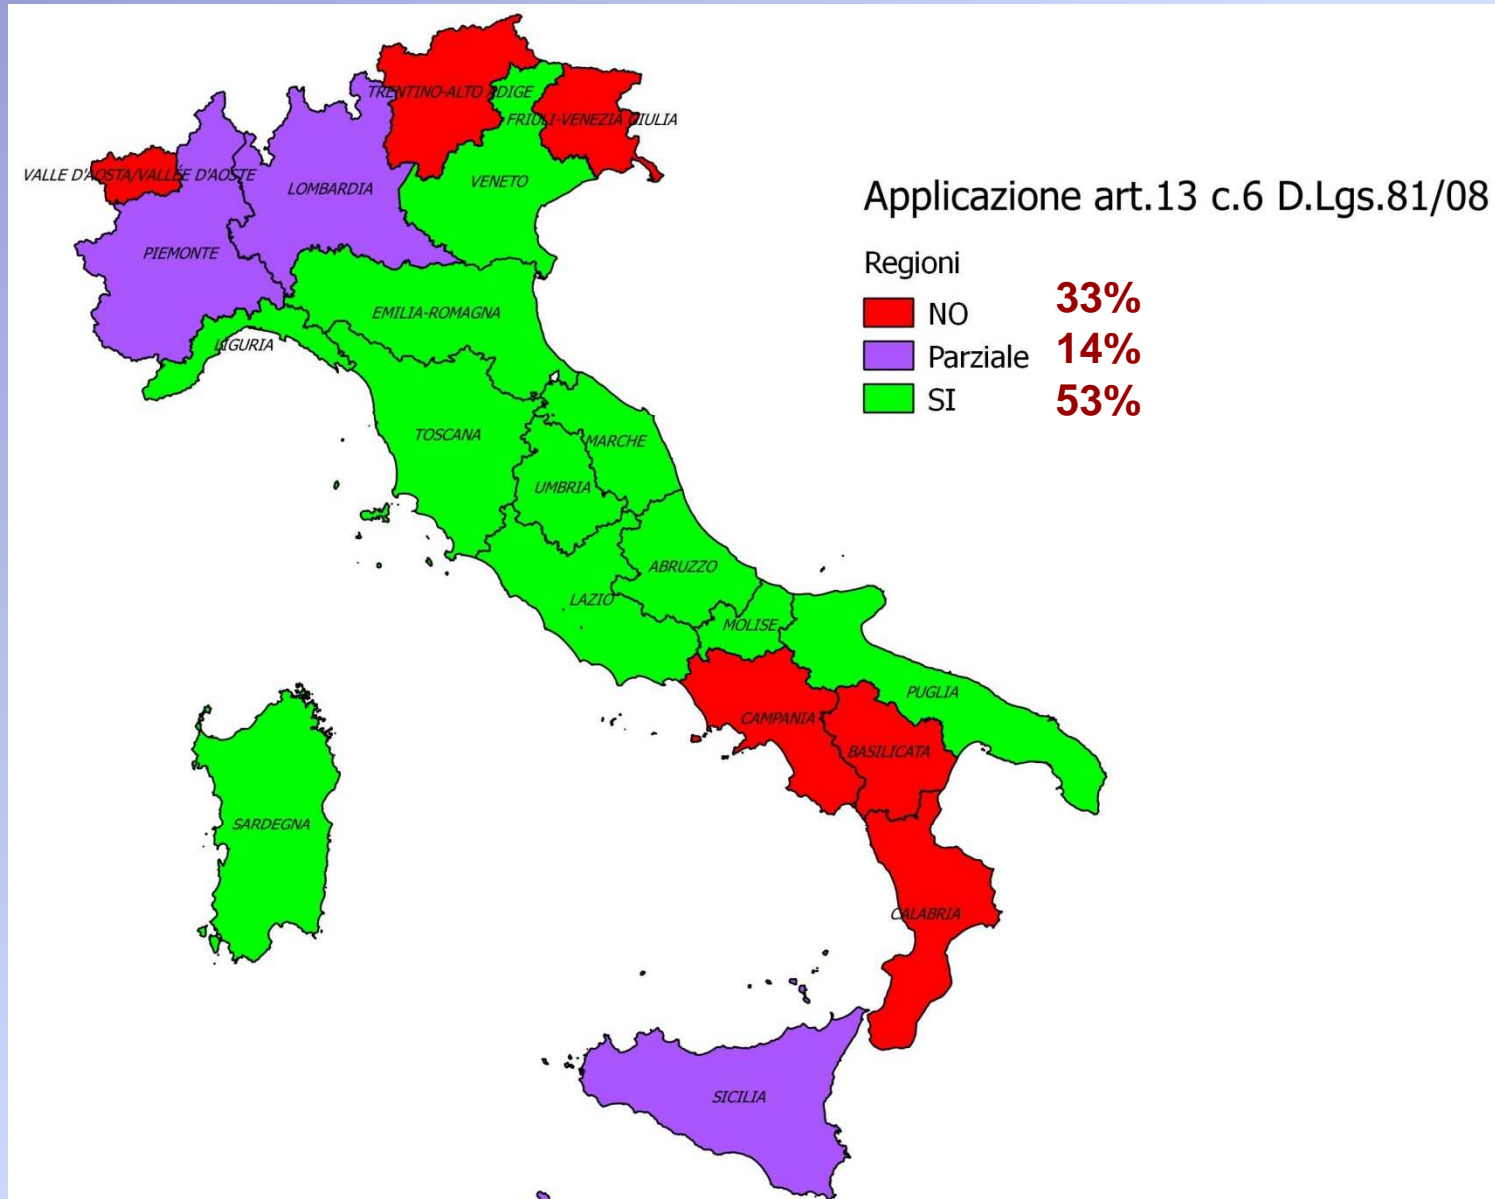 TRENTINO-ALTO ADIGE
FRIULI-VENEZIA GIULIA
VALLE D'AOSTA/VALLÉE D'AOSTE
LOMBARDIA
VENETO
PIEMONTE
EMILIA-ROMAGNA
LIGURIA
TOSCANA
MARCHE
UMBRIA
ABRUZZO
LAZIO
MOLISE
PUGLIA
CAMPANIA
BASILICATA
SARDEGNA
CALABRIA
SICILIA
Applicazione art.13 c.6 D.Lgs.81/08
Regioni
NO 33%
Parziale 14%
SI 53%